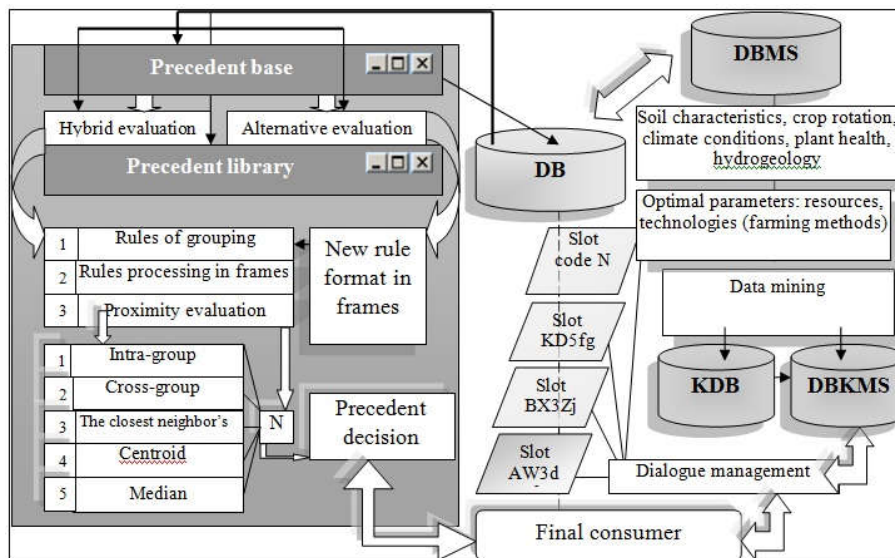 Precedent base
Hybrid evaluation
Alternative evaluation
Precedent library
1 Rules of grouping
2 Rules processing in frames
3 Proximity evaluation
New rule
format in
frames
1 Intra-group
2 Cross-group
3 The closest neighbor's
4 Centroid
5 Median
N
Precedent
decision
DBMS
DB
Soil characteristics, crop rotation,
climate conditions, plant health,
hydrogeology
Optimal parameters: resources,
technologies (farming methods)
Slot
code N
Slot
KD5fg
Slot
BX3Zj
Slot
AW3d
Data mining
KDB
DBKMS
Dialogue management
Final consumer